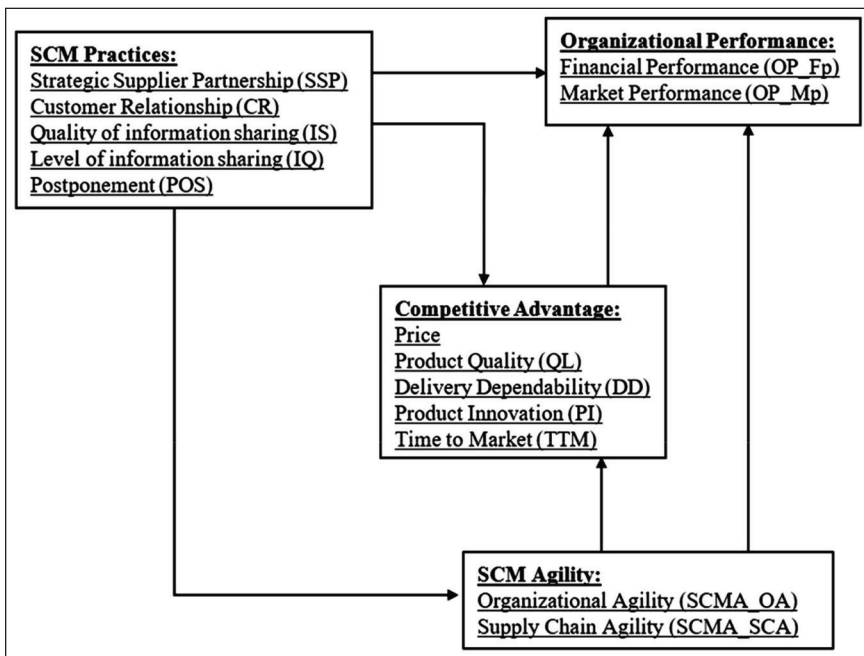 SCM Practices:
Strategic Supplier Partnership (SSP)
Customer Relationship (CR)
Quality of information sharing (IS)
Level of information sharing (IQ)
Postponement (POS)
Organizational Performance:
Financial Performance (OP_Fp)
Market Performance (OP_Mp)
Competitive Advantage:
Price
Product Quality (QL)
Delivery Dependability (DD)
Product Innovation (PI)
Time to Market (TTM)
SCM Agility:
Organizational Agility (SCMA_OA)
Supply Chain Agility (SCMA_SCA)